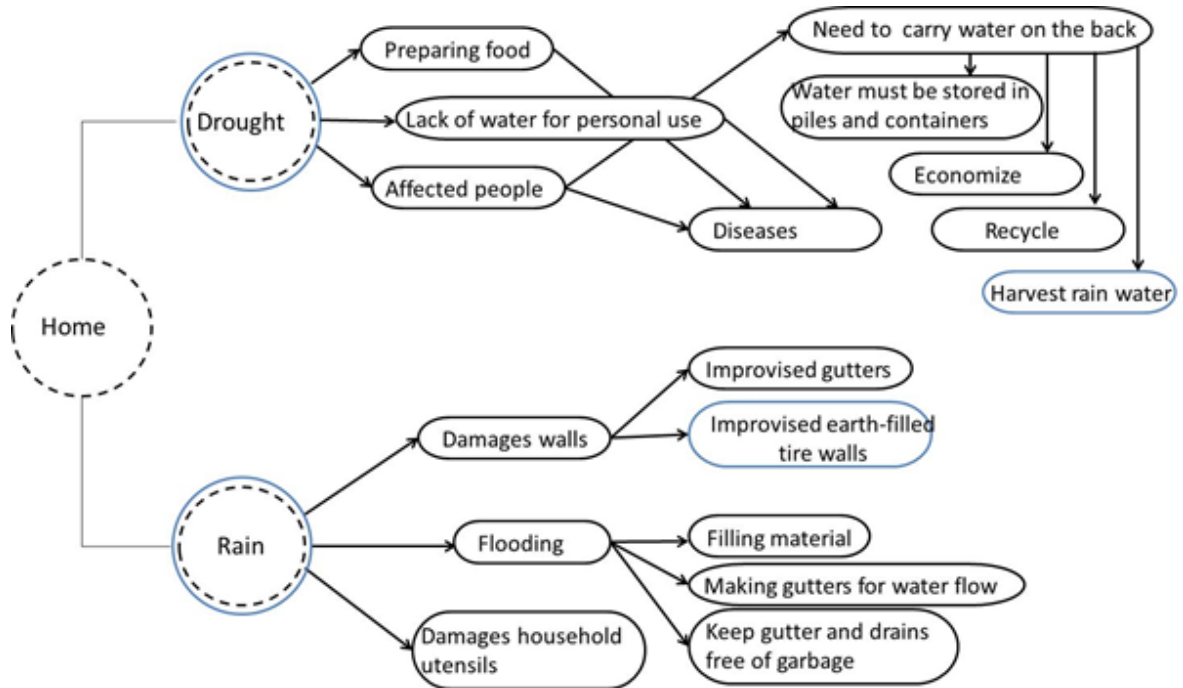 Home
Drought
Preparing food
Lack of water for personal use
Affected people
Diseases
Need to carry water on the back
Water must be stored in
piles and containers
Economize
Recycle
Harvest rain water
Rain
Damages walls
Improvised gutters
Improvised earth-filled
tire walls
Flooding
Filling material
Making gutters for water flow
Keep gutter and drains
free of garbage
Damages household
utensils